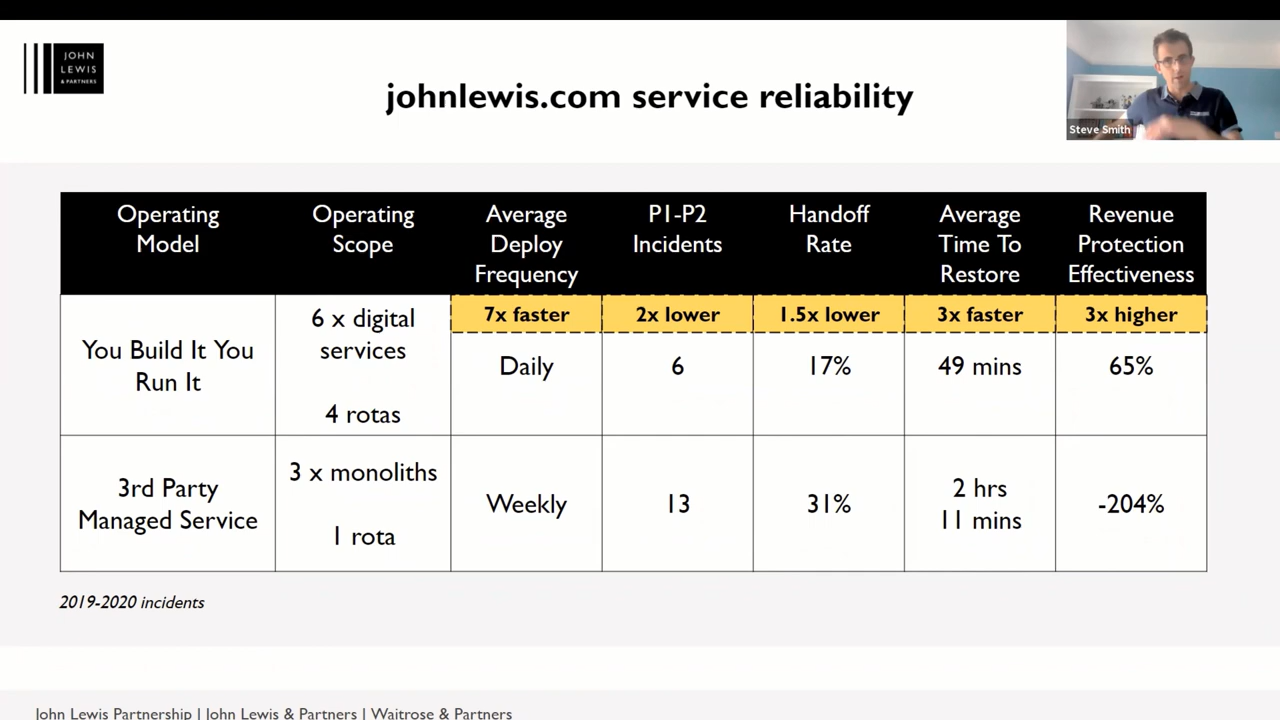 JOHN
LEWIS
& PARTNERS
johnlewis.com service reliability
Steve Smith
Operating
Model
Operating
Scope
Average
Deploy
Frequency
P1-P2
Incidents
Handoff
Rate
Average
Time To
Restore
Revenue
Protection
Effectiveness
You Build It You
Run It
6 x digital
services
4 rotas
7x faster
Daily
2x lower
6
1.5x lower
17%
3x faster
49 mins
3x higher
65%
3rd Party
Managed Service
3 x monoliths
1 rota
Weekly
13
31%
2 hrs
11 mins
-204%
2019-2020 incidents
John Lewis Partnership | John Lewis & Partners | Waitrose & Partners